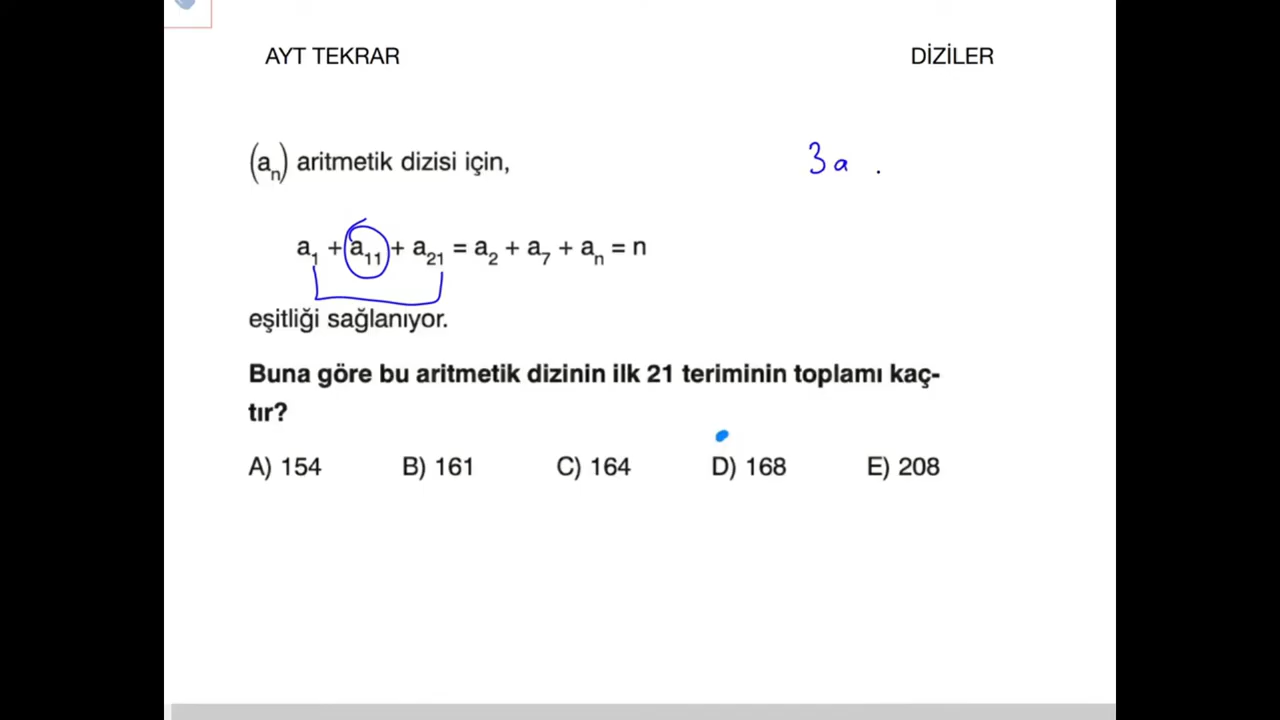 AYT TEKRAR DİZİLER
(aₙ) aritmetik dizisi için, 3a .
a₁ + a₁₁ + a₂₁ = a₂ + a₇ + aₙ = n
eşitliği sağlanıyor.
Buna göre bu aritmetik dizinin ilk 21 teriminin toplamı kaç-
tır?
A) 154 B) 161 C) 164 D) 168 E) 208